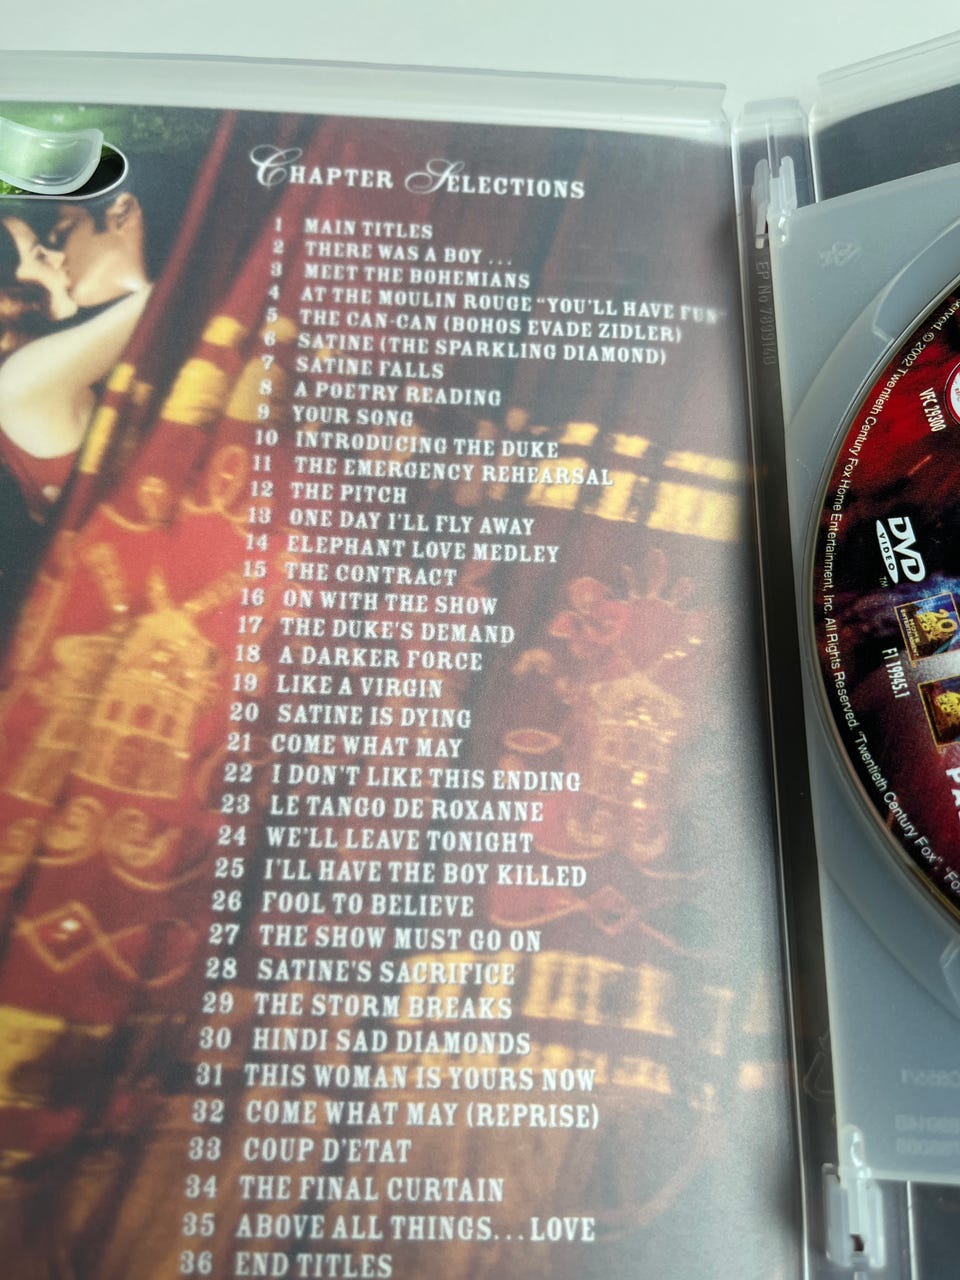 CHAPTER SELECTIONS
1 MAIN TITLES
2 THERE WAS A BOY ...
3 MEET THE BOHEMIANS
4 AT THE MOULIN ROUGE “YOU'LL HAVE FUN”
5 THE CAN-CAN (BOHOS EVADE ZIDLER)
6 SATINE (THE SPARKLING DIAMOND)
7 SATINE FALLS
8 A POETRY READING
9 YOUR SONG
10 INTRODUCING THE DUKE
11 THE EMERGENCY REHEARSAL
12 THE PITCH
13 ONE DAY I'LL FLY AWAY
14 ELEPHANT LOVE MEDLEY
15 THE CONTRACT
16 ON WITH THE SHOW
17 THE DUKE'S DEMAND
18 A DARKER FORCE
19 LIKE A VIRGIN
20 SATINE IS DYING
21 COME WHAT MAY
22 I DON'T LIKE THIS ENDING
23 LE TANGO DE ROXANNE
24 WE'LL LEAVE TONIGHT
25 I'LL HAVE THE BOY KILLED
26 FOOL TO BELIEVE
27 THE SHOW MUST GO ON
28 SATINE'S SACRIFICE
29 THE STORM BREAKS
30 HINDI SAD DIAMONDS
31 THIS WOMAN IS YOURS NOW
32 COME WHAT MAY (REPRISE)
33 COUP D'ETAT
34 THE FINAL CURTAIN
35 ABOVE ALL THINGS...LOVE
36 END TITLES
EP No
© 2002 Twentieth Century Fox Home Entertainment, Inc. All Rights Reserved. “Twentieth Century Fox”,
VFC 29300
DVD
VIDEO
TM
F1 19945.1